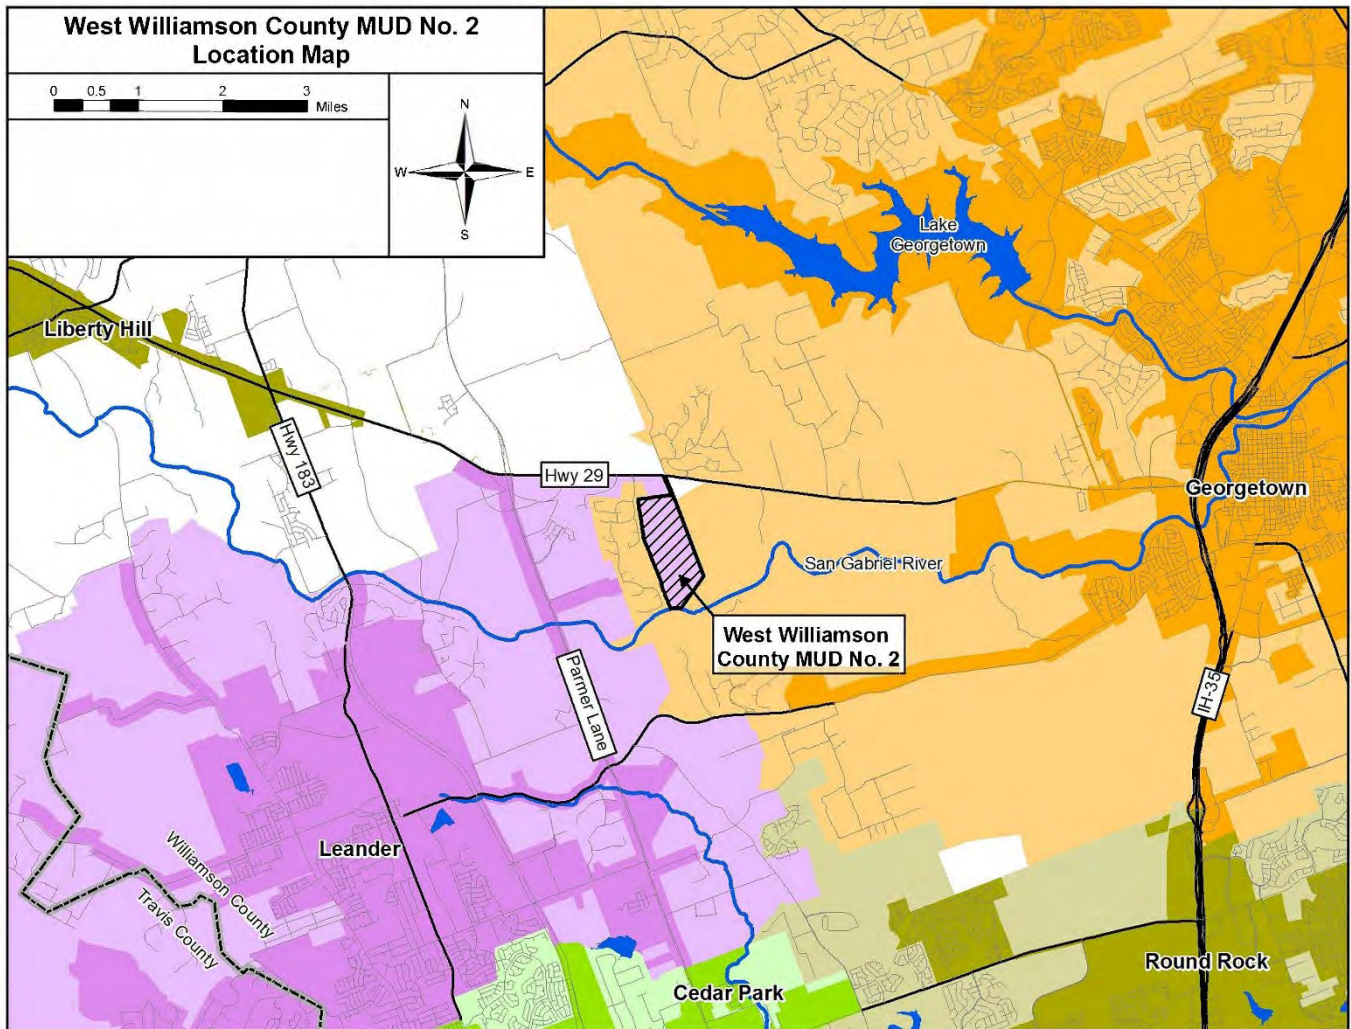 West Williamson County MUD No. 2
Location Map
0 0.5 1 2 3
Miles
N
W E
S
Lake
Georgetown
Liberty Hill
Hwy 183
Hwy 29
Georgetown
San Gabriel River
West Williamson
County MUD No. 2
Parmer Lane
IH-35
Leander
Williamson County
Travis County
Round Rock
Cedar Park